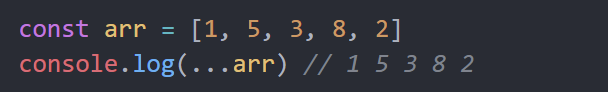 const arr = [1, 5, 3, 8, 2]
console.log(...arr) // 1 5 3 8 2